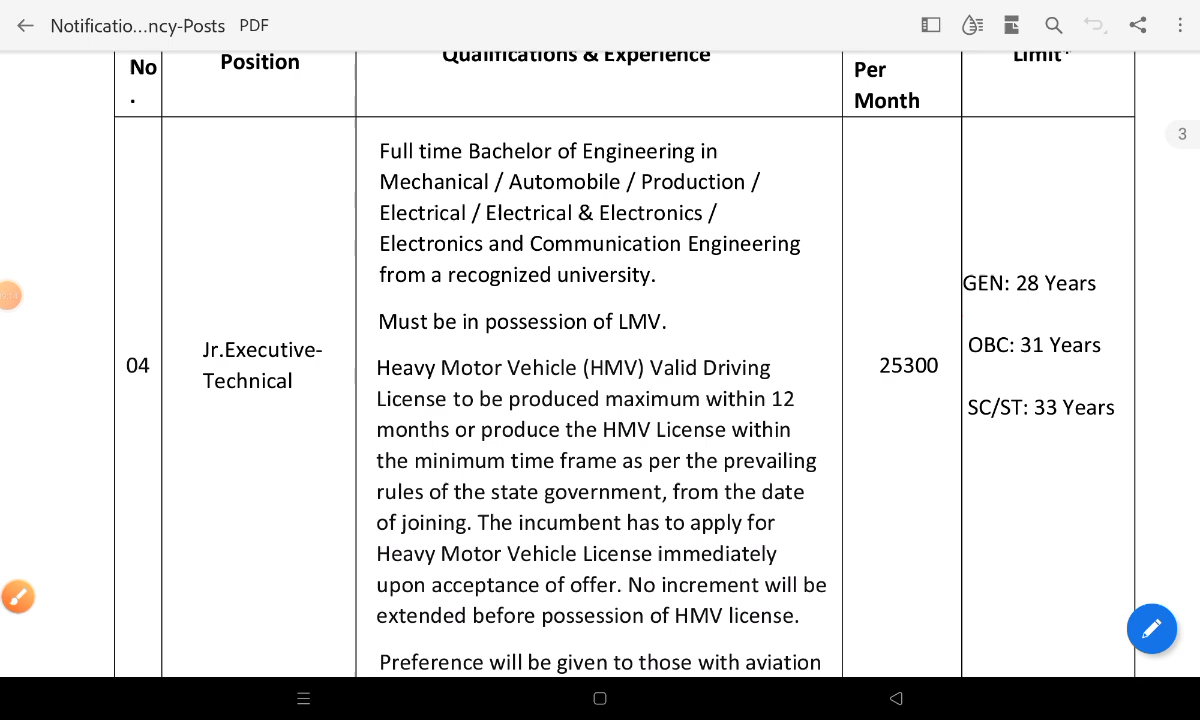 Notificatio...ncy-Posts PDF
No
.
Position
Qualifications & Experience
Per
Month
Limit*
3
04
Jr.Executive-
Technical
Full time Bachelor of Engineering in
Mechanical / Automobile / Production /
Electrical / Electrical & Electronics /
Electronics and Communication Engineering
from a recognized university.
Must be in possession of LMV.
Heavy Motor Vehicle (HMV) Valid Driving
License to be produced maximum within 12
months or produce the HMV License within
the minimum time frame as per the prevailing
rules of the state government, from the date
of joining. The incumbent has to apply for
Heavy Motor Vehicle License immediately
upon acceptance of offer. No increment will be
extended before possession of HMV license.
Preference will be given to those with aviation
25300
GEN: 28 Years
OBC: 31 Years
SC/ST: 33 Years